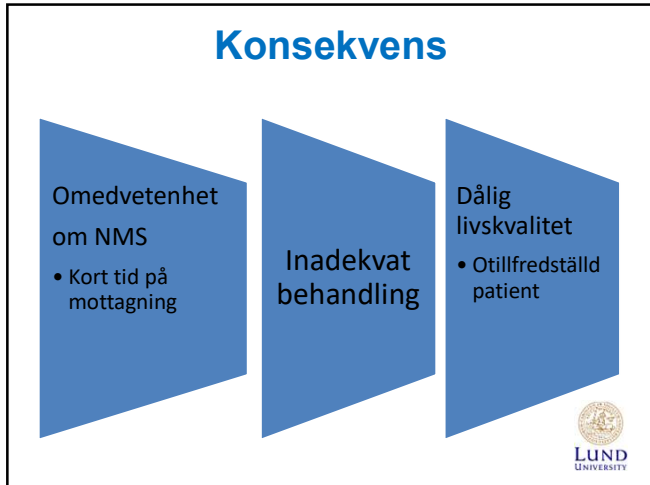 Konsekvens
Omedvetenhet
om NMS
• Kort tid på
mottagning
Inadekvat
behandling
Dålig
livskvalitet
• Otillfredställd
patient
LUND
UNIVERSITY